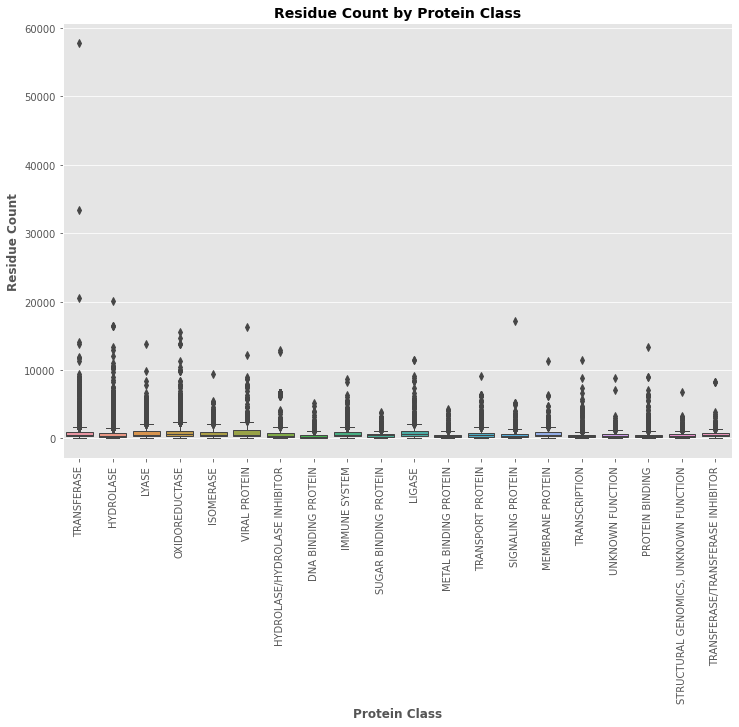 Residue Count by Protein Class
60000
50000
40000
30000
20000
10000
0
Residue Count
TRANSFERASE
HYDROLASE
LYASE
OXIDOREDUCTASE
ISOMERASE
VIRAL PROTEIN
HYDROLASE/HYDROLASE INHIBITOR
DNA BINDING PROTEIN
IMMUNE SYSTEM
SUGAR BINDING PROTEIN
LIGASE
METAL BINDING PROTEIN
TRANSPORT PROTEIN
SIGNALING PROTEIN
MEMBRANE PROTEIN
TRANSCRIPTION
UNKNOWN FUNCTION
PROTEIN BINDING
STRUCTURAL GENOMICS, UNKNOWN FUNCTION
TRANSFERASE/TRANSFERASE INHIBITOR
Protein Class